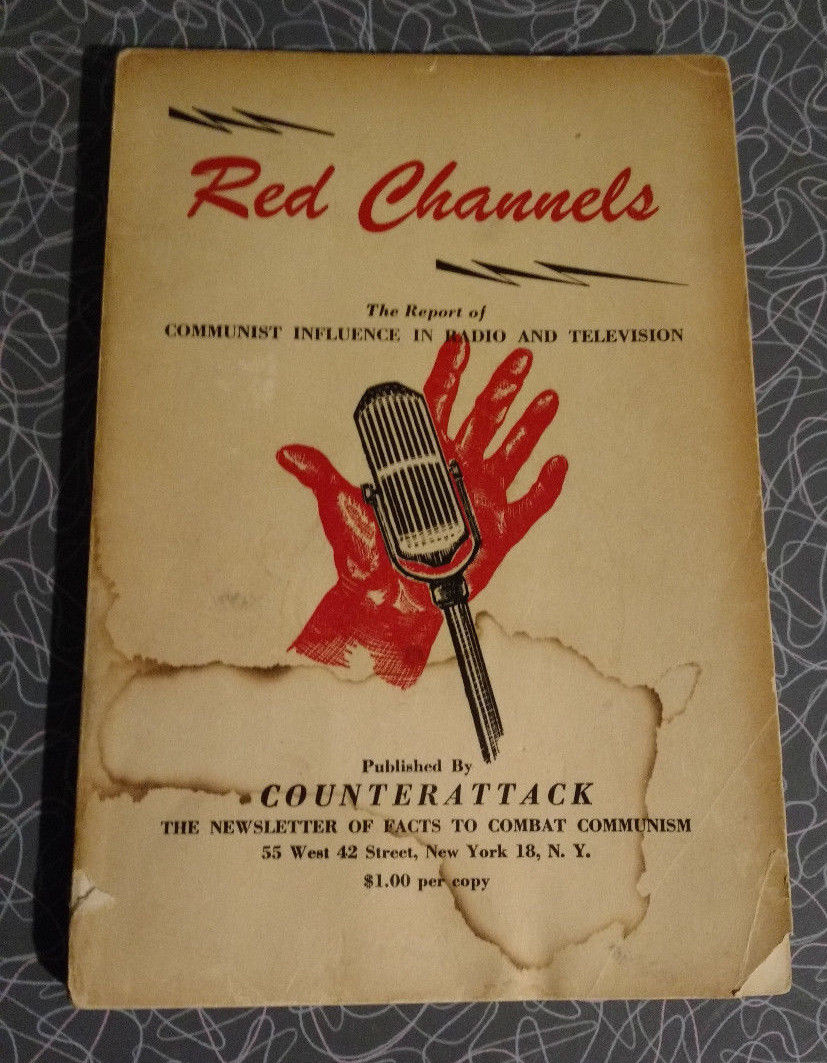 Red Channels
The Report of
COMMUNIST INFLUENCE IN RADIO AND TELEVISION
Published By
COUNTERATTACK
THE NEWSLETTER OF FACTS TO COMBAT COMMUNISM
55 West 42 Street, New York 18, N. Y.
$1.00 per copy